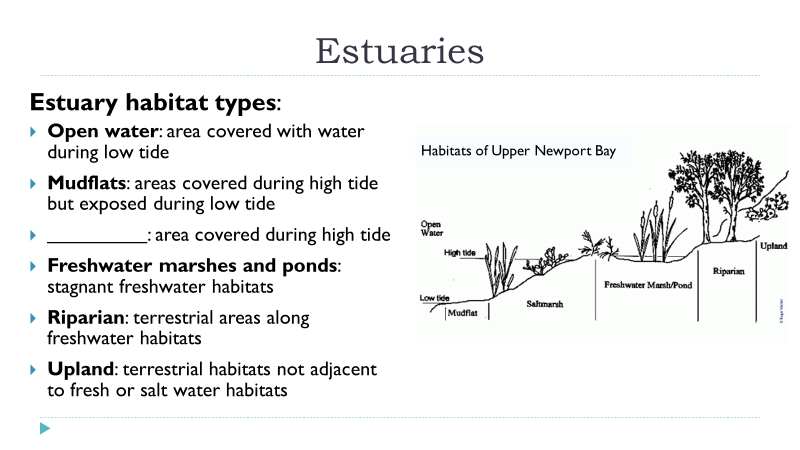 Estuaries
Estuary habitat types:
Open water: area covered with water
during low tide
Mudflats: areas covered during high tide
but exposed during low tide
__________: area covered during high tide
Freshwater marshes and ponds:
stagnant freshwater habitats
Riparian: terrestrial areas along
freshwater habitats
Upland: terrestrial habitats not adjacent
to fresh or salt water habitats
Habitats of Upper Newport Bay
Open
Water
High tide
Low tide
Mudflat
Saltmarsh
Freshwater Marsh/Pond
Riparian
Upland